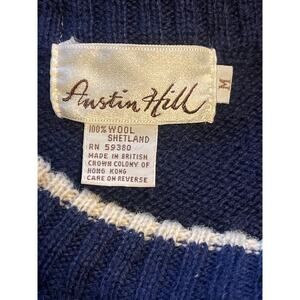 Austin Hill
M
100% WOOL
SHETLAND
RN 59380
MADE IN BRITISH
CROWN COLONY OF
HONG KONG
CARE ON REVERSE